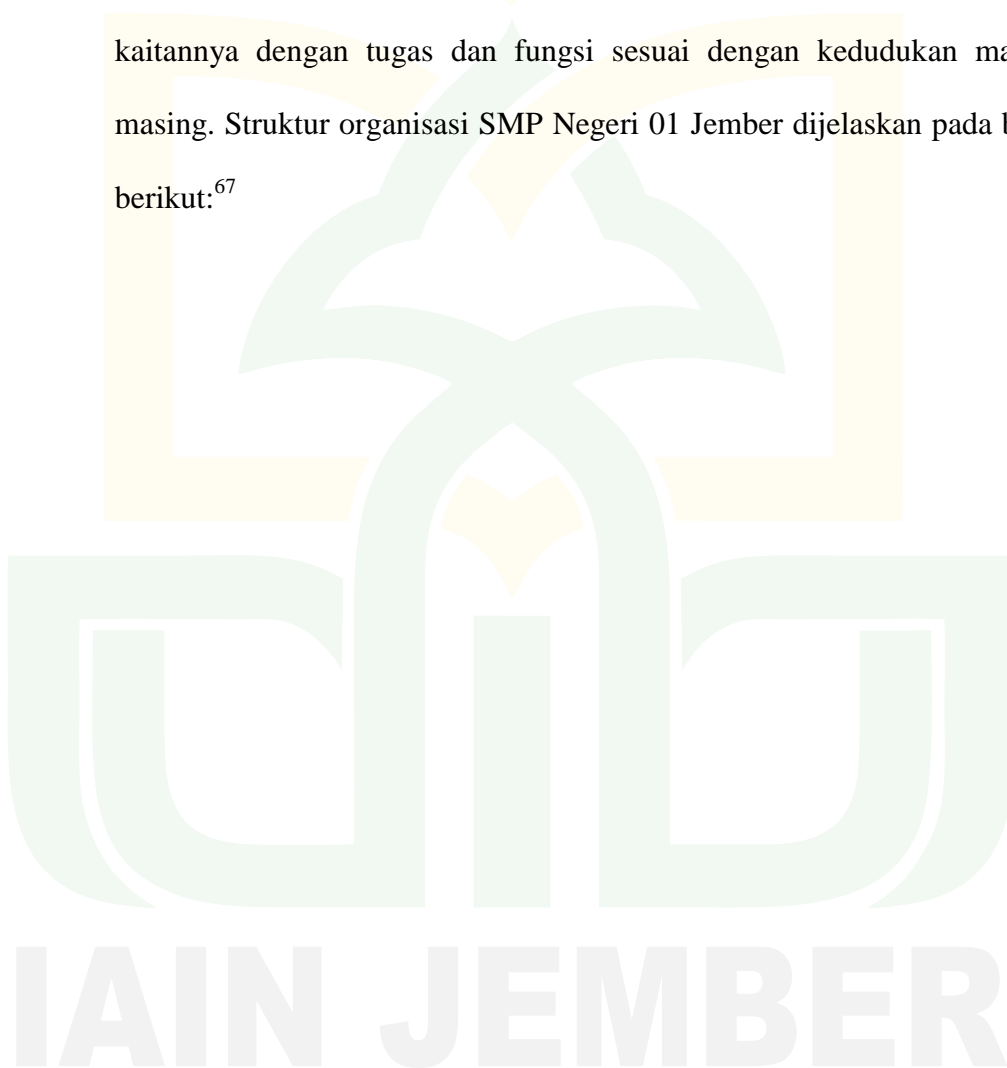 kaitannya dengan tugas dan fungsi sesuai dengan kedudukan
masing. Struktur organisasi SMP Negeri 01 Jember dijelaskan pada
berikut:67
IAIN JEMBER